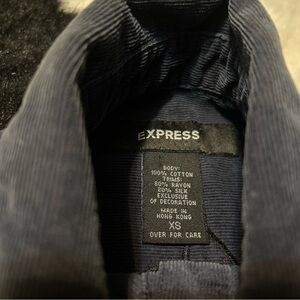 EXPRESS
BODY:
100% COTTON
TRIMS:
80% RAYON
20% SILK
EXCLUSIVE
OF DECORATION
MADE IN
HONG KONG
XS
OVER FOR CARE